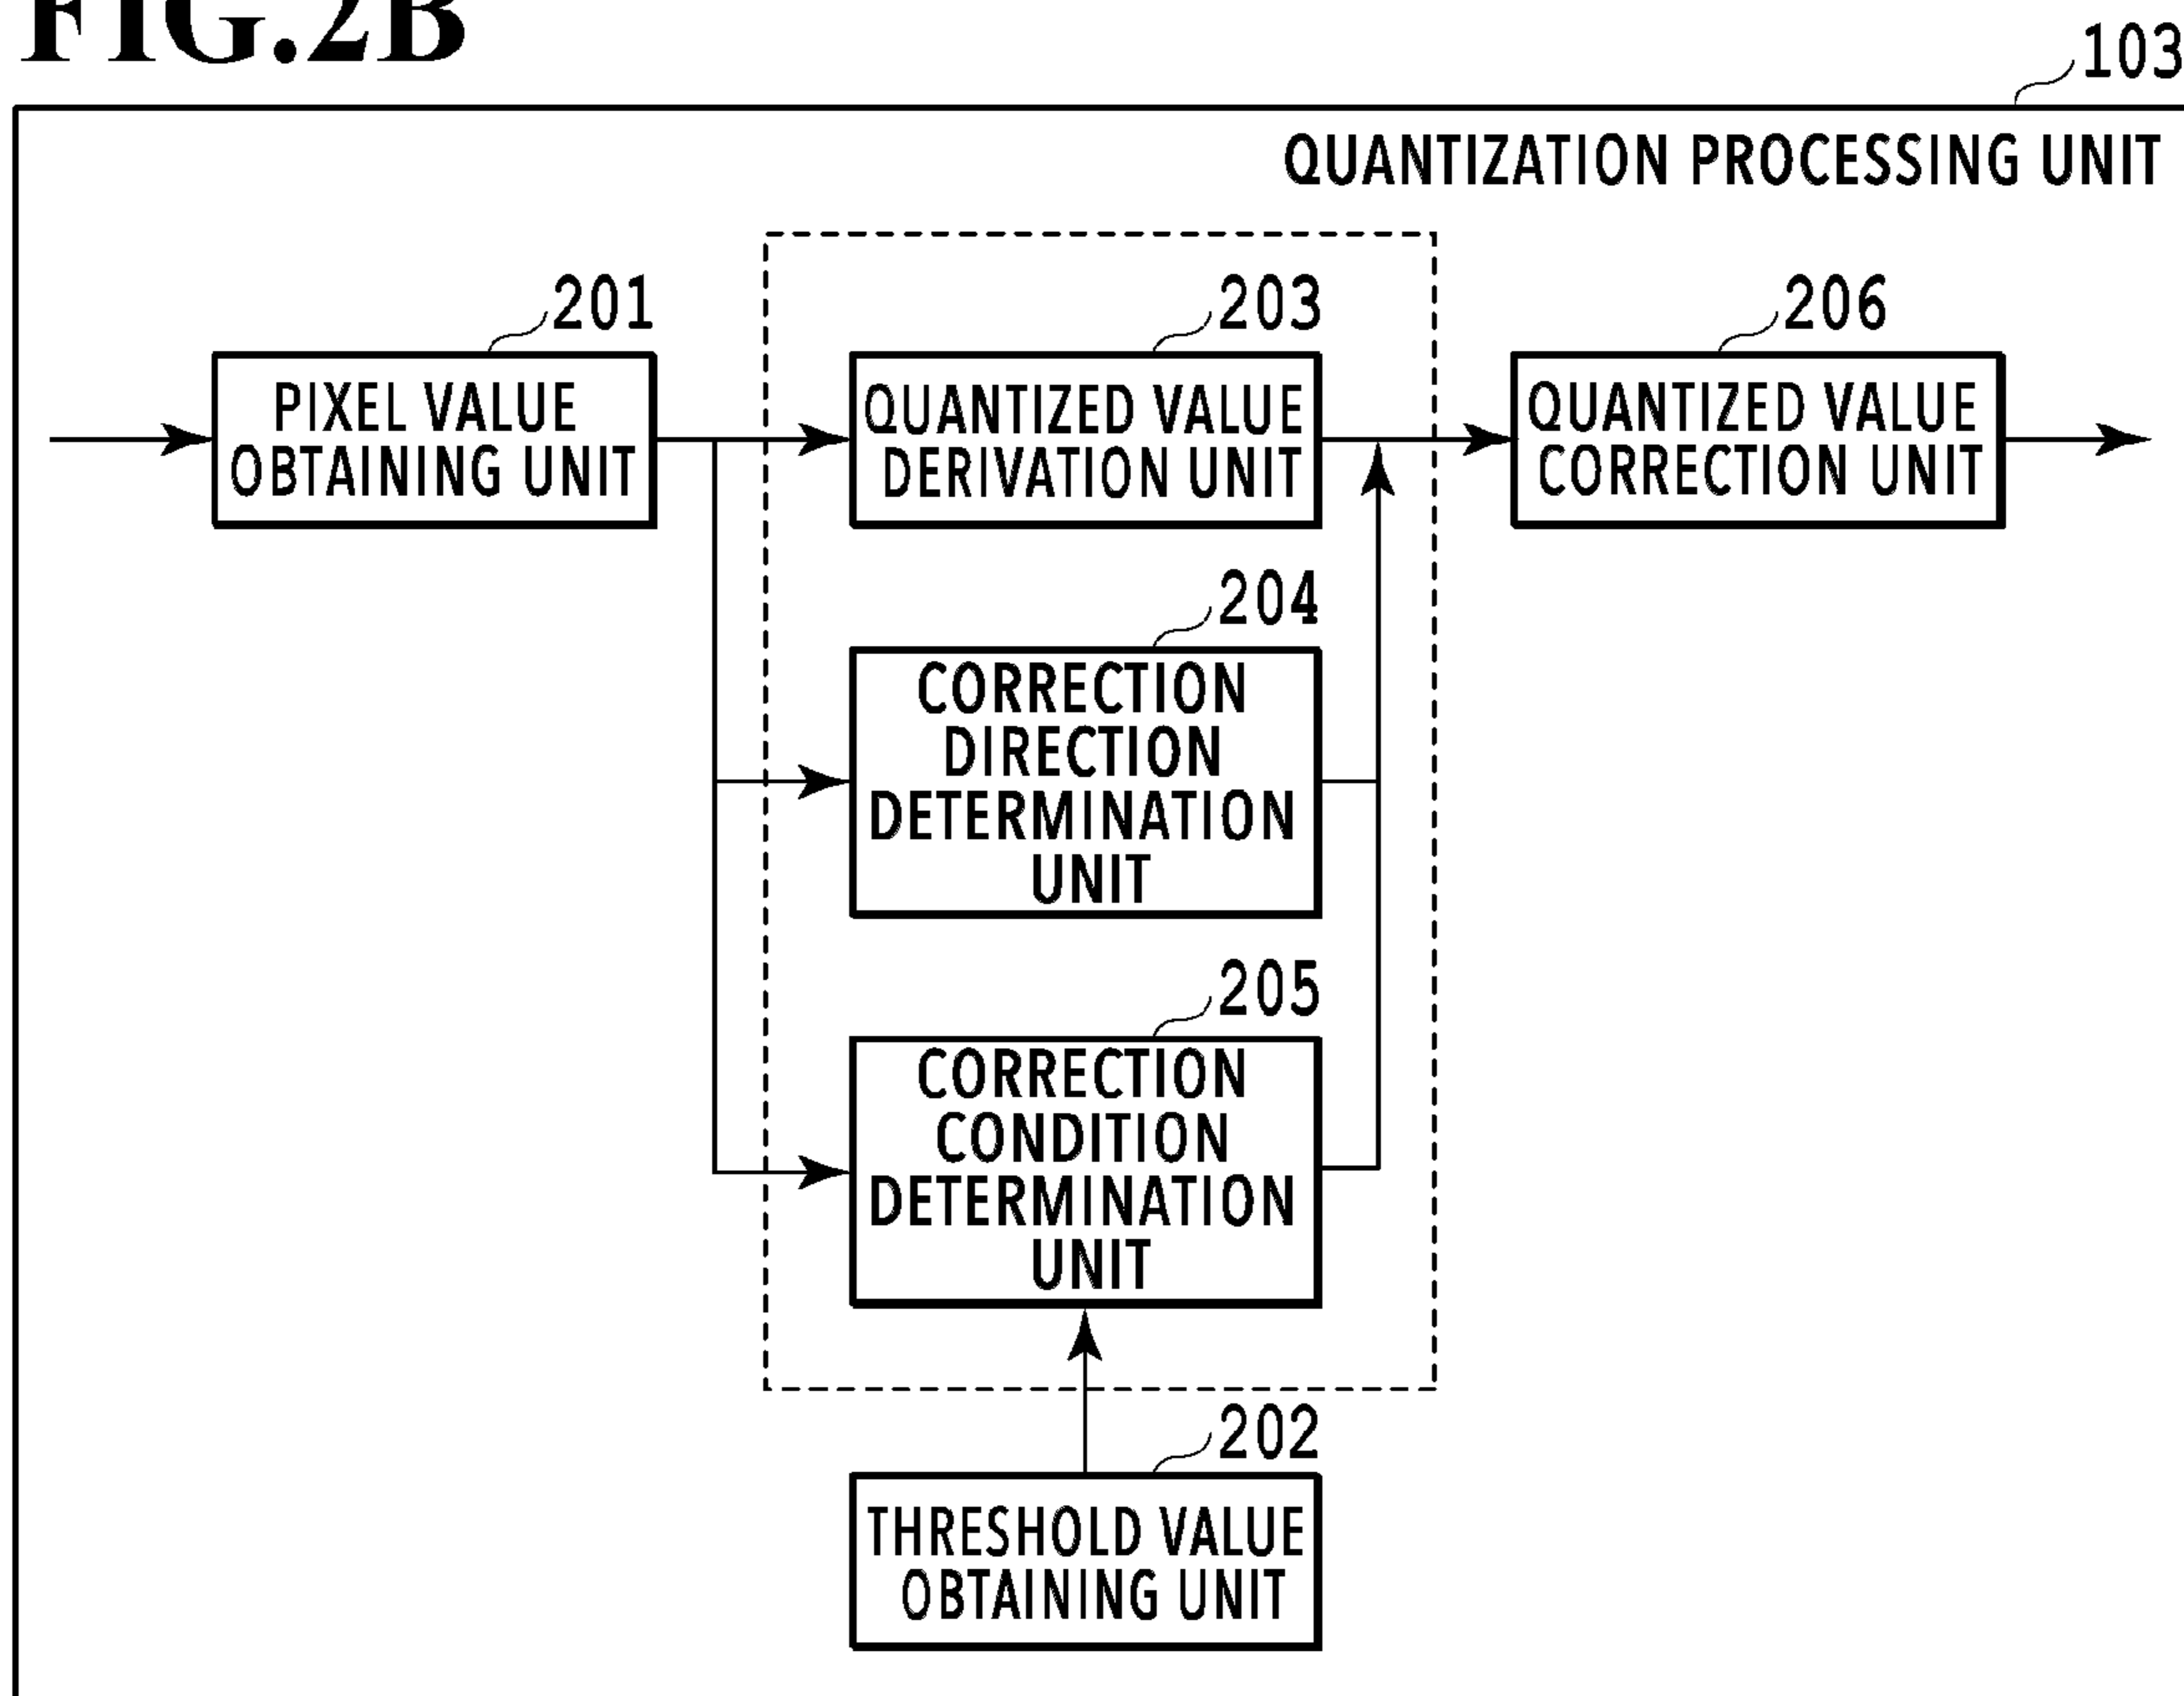 FIG.2B
103
QUANTIZATION PROCESSING UNIT
201
PIXEL VALUE
OBTAINING UNIT
203
QUANTIZED VALUE
DERIVATION UNIT
206
QUANTIZED VALUE
CORRECTION UNIT
204
CORRECTION
DIRECTION
DETERMINATION
UNIT
205
CORRECTION
CONDITION
DETERMINATION
UNIT
202
THRESHOLD VALUE
OBTAINING UNIT